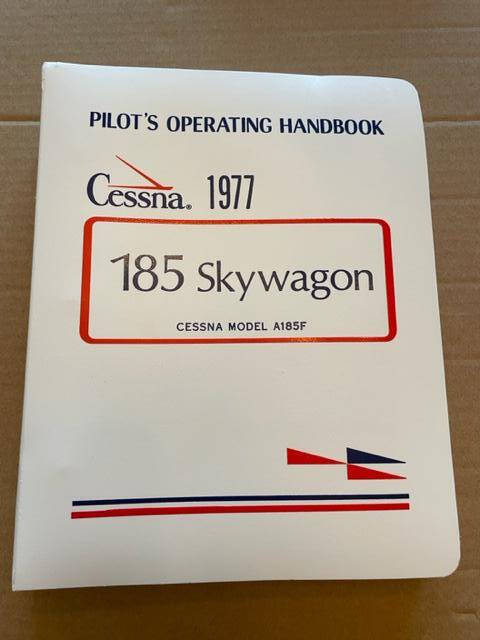 PILOT'S OPERATING HANDBOOK
Cessna® 1977
185 Skywagon
CESSNA MODEL A185F